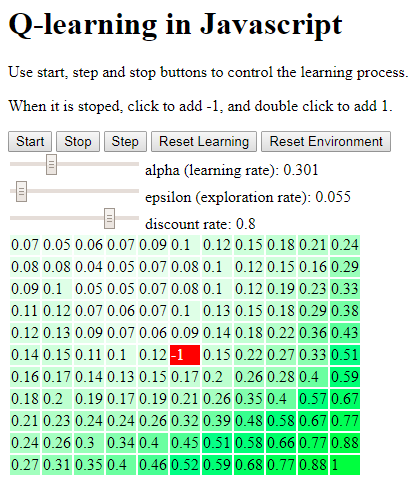 Q-learning in Javascript
Use start, step and stop buttons to control the learning process.
When it is stoped, click to add -1, and double click to add 1.
Start Stop Step Reset Learning Reset Environment
alpha (learning rate): 0.301
epsilon (exploration rate): 0.055
discount rate: 0.8
0.07 0.05 0.06 0.07 0.09 0.1 0.12 0.15 0.18 0.21 0.24
0.08 0.08 0.04 0.05 0.07 0.08 0.1 0.12 0.15 0.16 0.29
0.09 0.1 0.05 0.05 0.07 0.08 0.1 0.12 0.19 0.23 0.33
0.11 0.12 0.07 0.06 0.07 0.1 0.13 0.15 0.18 0.29 0.38
0.12 0.13 0.09 0.07 0.06 0.09 0.14 0.18 0.22 0.36 0.43
0.14 0.15 0.11 0.1 0.12 -1 0.15 0.22 0.27 0.33 0.51
0.16 0.17 0.14 0.13 0.15 0.17 0.2 0.26 0.28 0.4 0.59
0.18 0.2 0.19 0.17 0.19 0.21 0.26 0.35 0.4 0.57 0.67
0.21 0.23 0.24 0.24 0.26 0.32 0.39 0.48 0.58 0.67 0.77
0.24 0.26 0.3 0.34 0.4 0.45 0.51 0.58 0.66 0.77 0.88
0.27 0.31 0.35 0.4 0.46 0.52 0.59 0.68 0.77 0.88 1